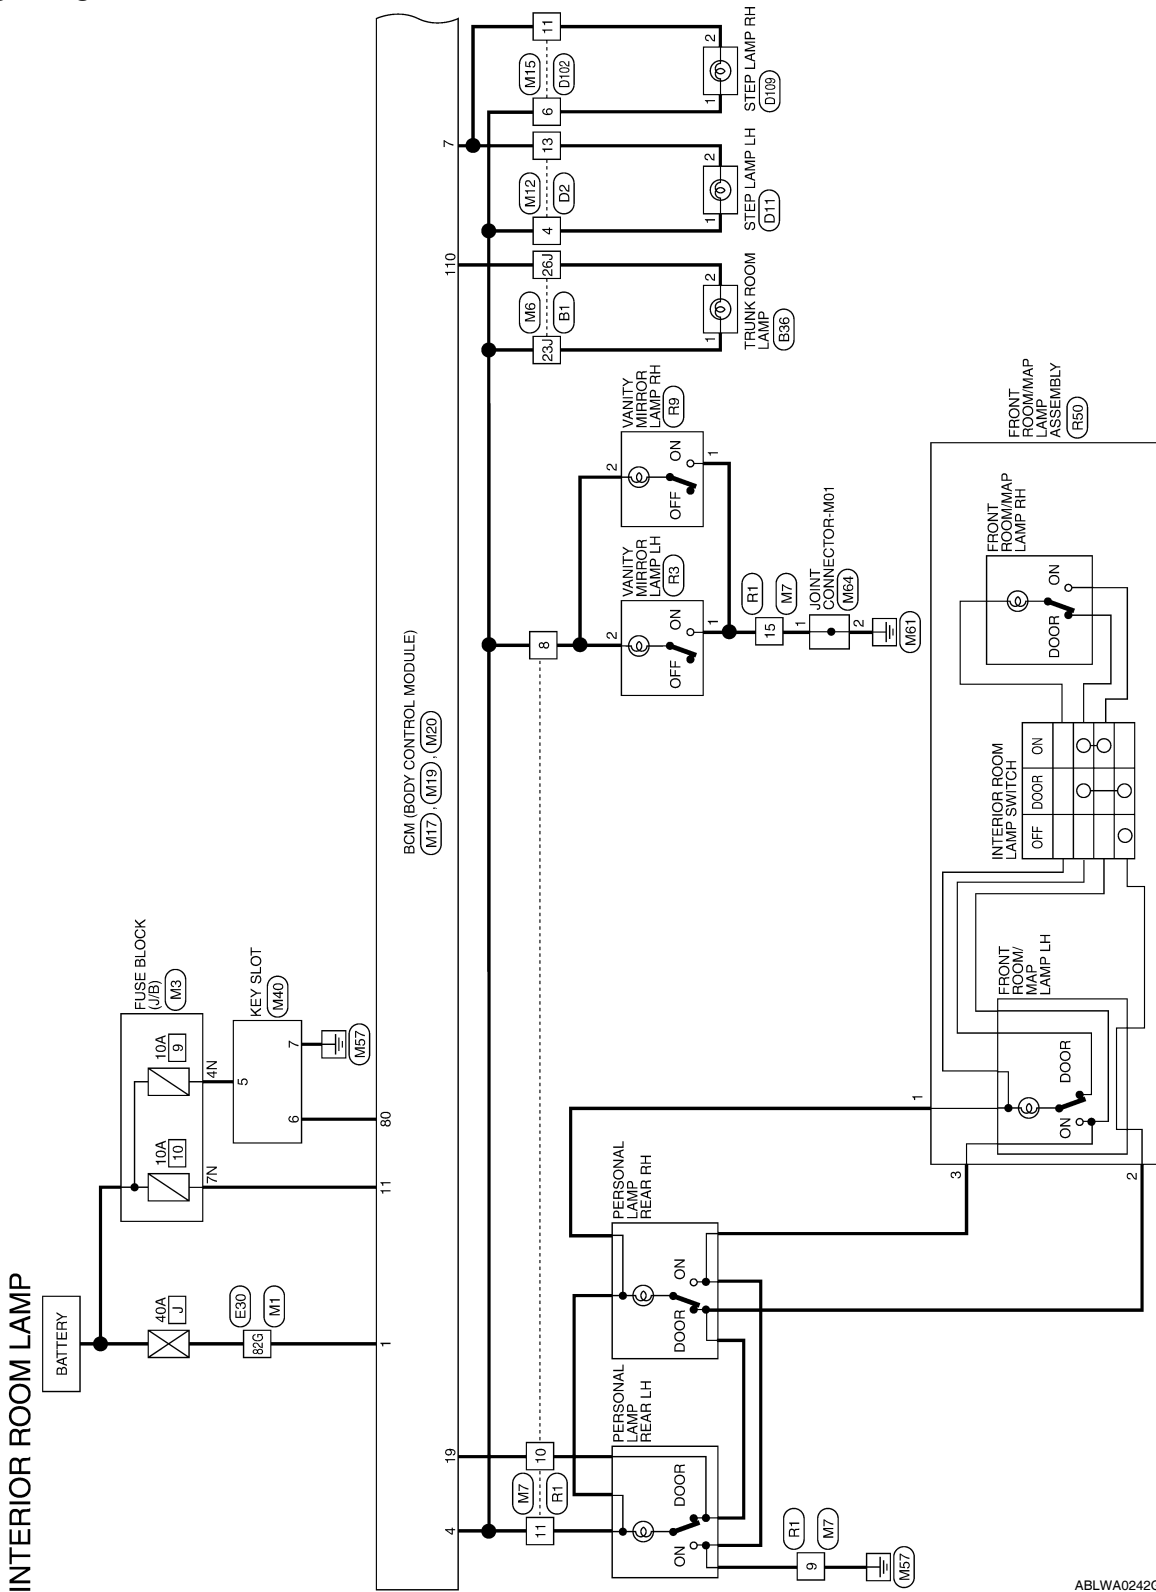 INTERIOR ROOM LAMP
BATTERY
40A
J
E30
82G
M1
FUSE BLOCK
(J/B)
M3
10A
10
10A
9
7N
4N
KEY SLOT
M40
5
6
7
M57
1
11
80
BCM (BODY CONTROL MODULE)
M17 , M19 , M20
4
19
110
7
M7
R1
11
10
8
M6
B1
23J
26J
M12
D2
4
13
M15
D102
6
11
PERSONAL
LAMP
REAR LH
ON
DOOR
PERSONAL
LAMP
REAR RH
DOOR
ON
R1
M7
9
M57
VANITY
MIRROR
LAMP LH
R3
2
OFF
ON
1
VANITY
MIRROR
LAMP RH
R9
2
OFF
ON
1
R1
M7
15
JOINT
CONNECTOR-M01
M64
1
2
M61
TRUNK ROOM
LAMP
B36
1
2
STEP LAMP LH
D11
1
2
STEP LAMP RH
D109
1
2
FRONT
ROOM/MAP
LAMP
ASSEMBLY
R50
1
3
2
FRONT
ROOM/
MAP
LAMP LH
ON
DOOR
INTERIOR ROOM
LAMP SWITCH
OFF
DOOR
ON
FRONT
ROOM/MAP
LAMP RH
DOOR
ON